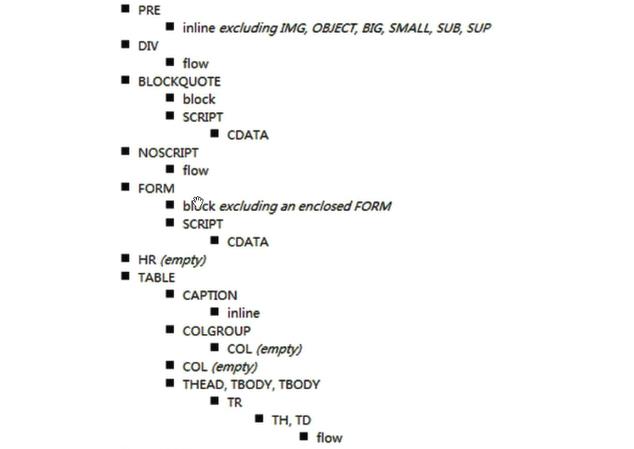 PRE
inline excluding IMG, OBJECT, BIG, SMALL, SUB, SUP
DIV
flow
BLOCKQUOTE
block
SCRIPT
CDATA
NOSCRIPT
flow
FORM
block excluding an enclosed FORM
SCRIPT
CDATA
HR (empty)
TABLE
CAPTION
inline
COLGROUP
COL (empty)
COL (empty)
THEAD, TBODY, TBODY
TR
TH, TD
flow